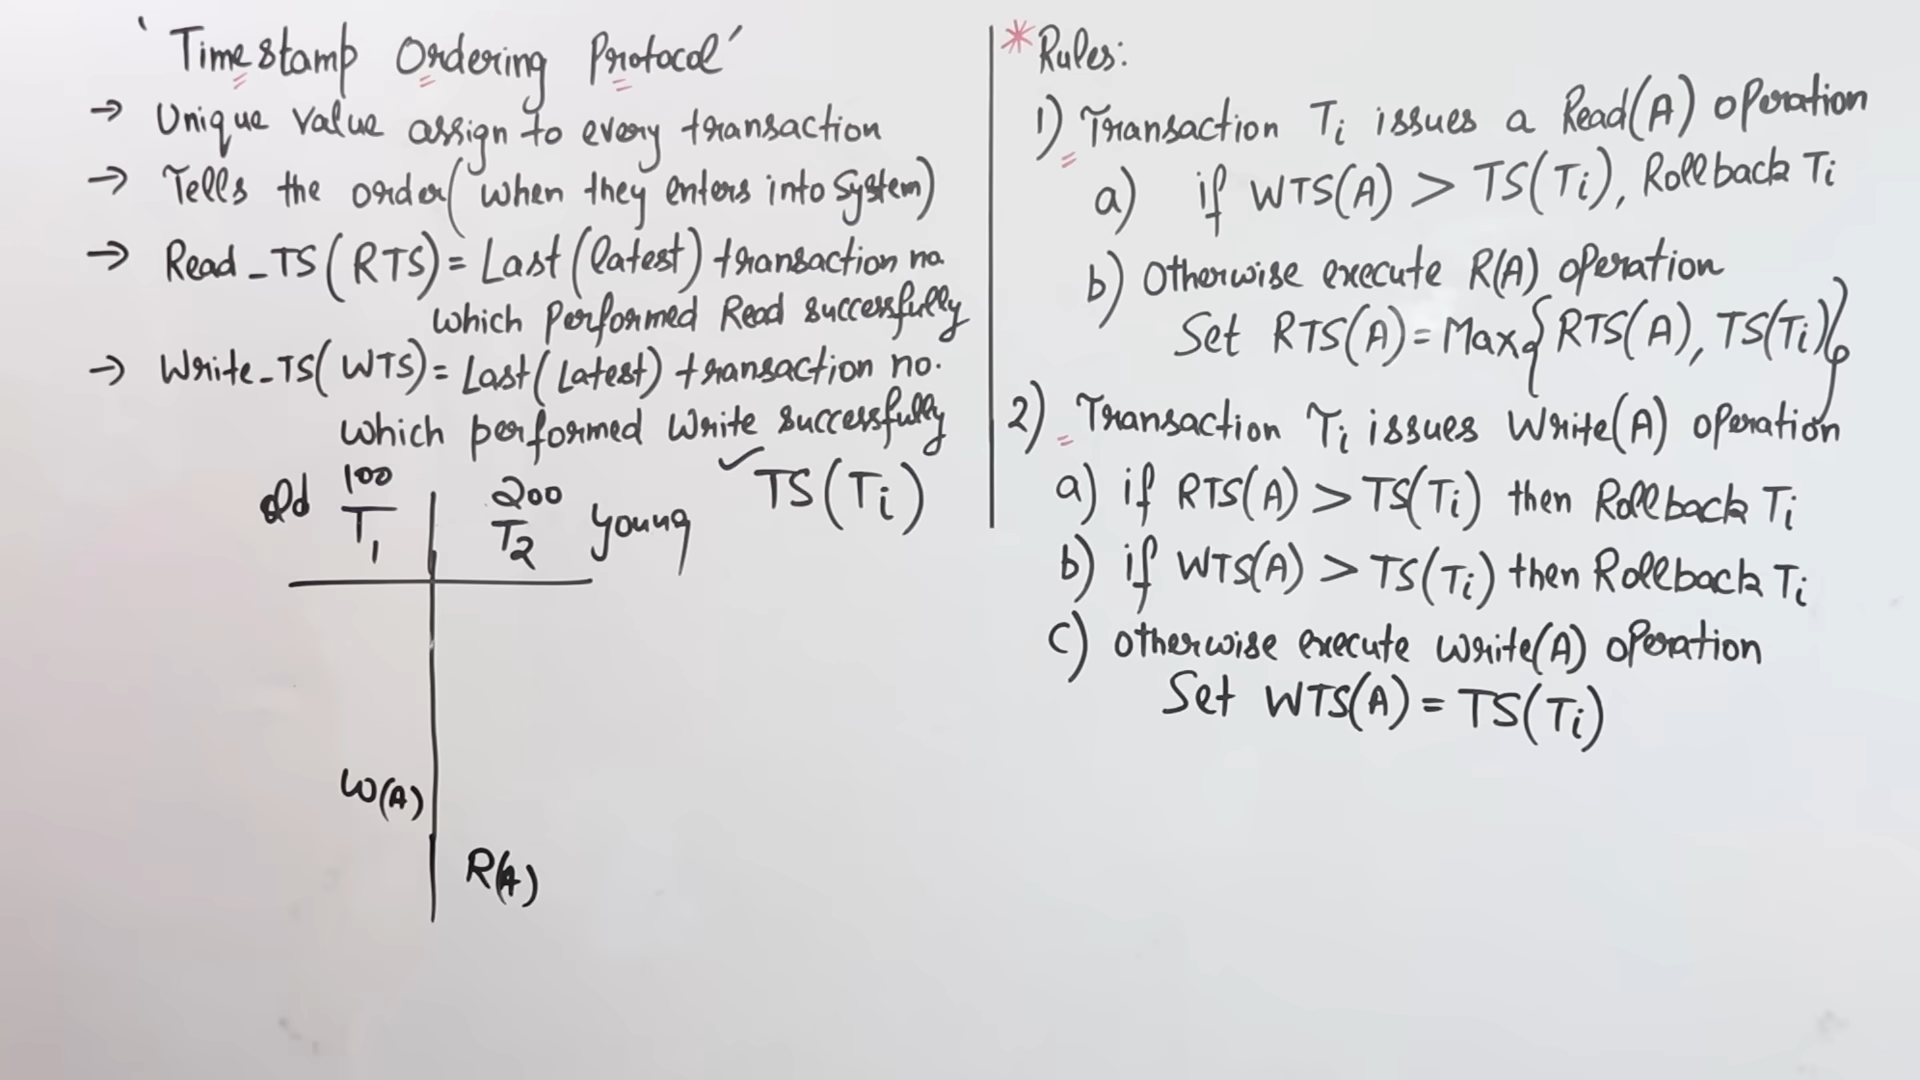 'Timestamp Ordering Protocol'
→ Unique value assign to every transaction
→ Tells the order (when they enters into System)
→ Read_TS(RTS) = Last (latest) transaction no.
which Performed Read successfully
→ Write_TS(WTS) = Last (Latest) transaction no.
which performed Write successfully
✓ TS(Ti)
Old 100 200 Young
T1 T2
W(A)
R(A)
* Rules:
1) Transaction Ti issues a Read(A) operation
a) if WTS(A) > TS(Ti), Rollback Ti
b) Otherwise execute R(A) operation
Set RTS(A) = Max{RTS(A), TS(Ti)}
2) Transaction Ti issues Write(A) operation
a) if RTS(A) > TS(Ti) then Rollback Ti
b) if WTS(A) > TS(Ti) then Rollback Ti
c) otherwise execute Write(A) operation
Set WTS(A) = TS(Ti)